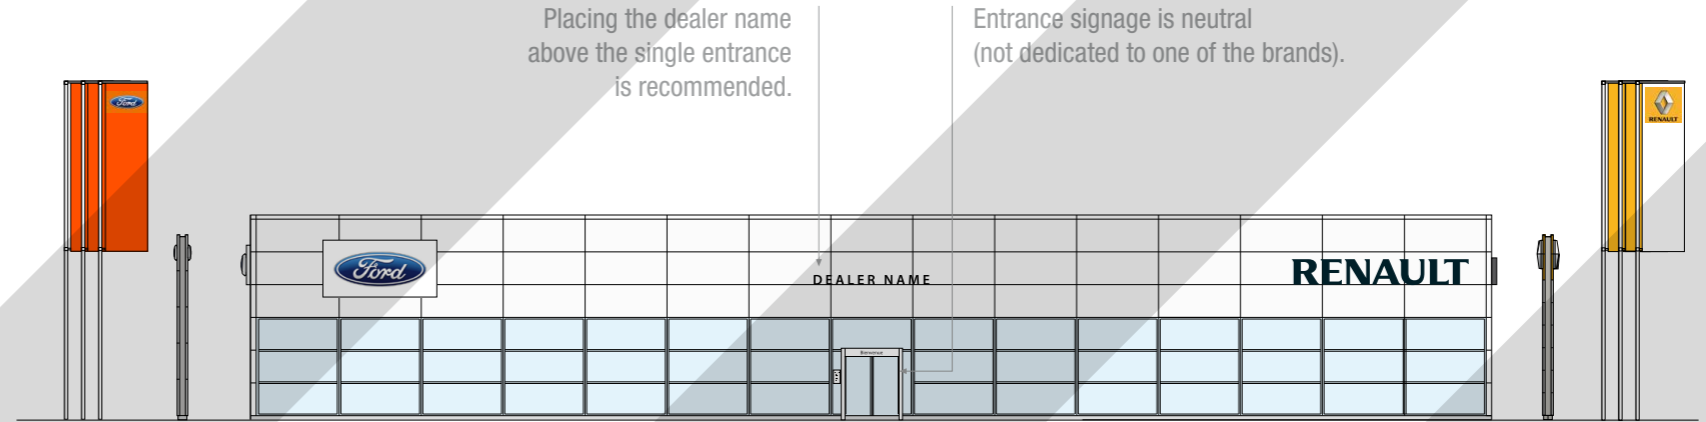 Placing the dealer name
above the single entrance
is recommended.
Entrance signage is neutral
(not dedicated to one of the brands).
Ford
RENAULT
Ford
DEALER NAME
RENAULT
Bienvenue